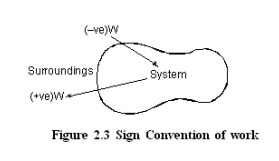 (–ve)W
Surroundings
System
(+ve)W
Figure 2.3 Sign Convention of work